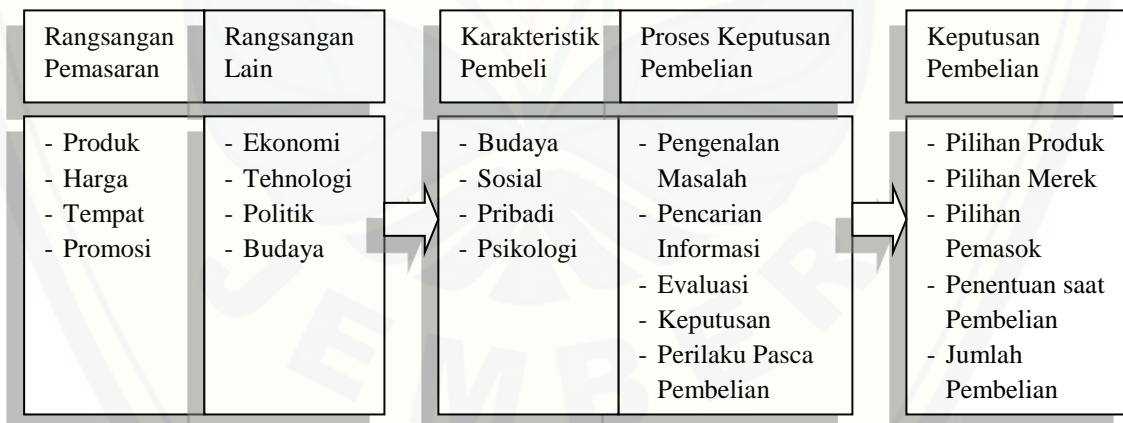 Rangsangan
Pemasaran
Rangsangan
Lain
Karakteristik
Pembeli
Proses Keputusan
Pembelian
Keputusan
Pembelian
- Produk
- Harga
- Tempat
- Promosi
- Ekonomi
- Tehnologi
- Politik
- Budaya
- Budaya
- Sosial
- Pribadi
- Psikologi
- Pengenalan
Masalah
- Pencarian
Informasi
- Evaluasi
- Keputusan
- Perilaku Pasca
Pembelian
- Pilihan Produk
- Pilihan Merek
- Pilihan
Pemasok
- Penentuan saat
Pembelian
- Jumlah
Pembelian
JEMBER